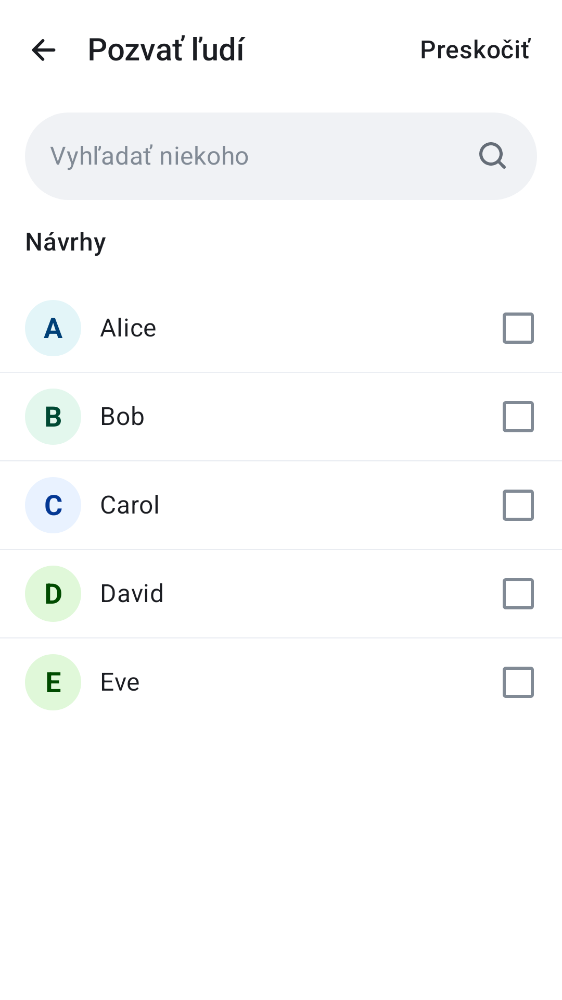 Pozvať ľudí
Preskočiť
Vyhľadať niekoho
Návrhy
A Alice
B Bob
C Carol
D David
E Eve